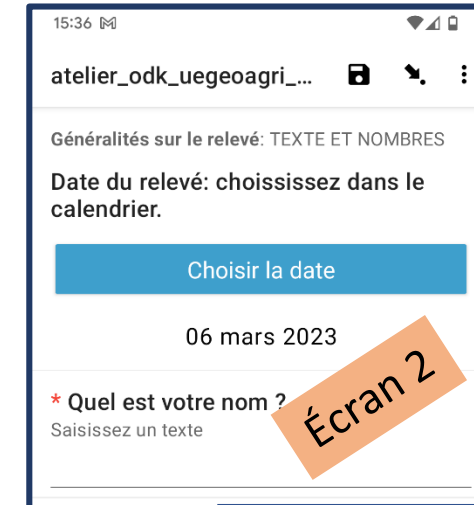 15:36
atelier_odk_uegeoagri_...
Généralités sur le relevé: TEXTE ET NOMBRES
Date du relevé: choississez dans le
calendrier.
Choisir la date
06 mars 2023
* Quel est votre nom ?
Saisissez un texte
Écran 2